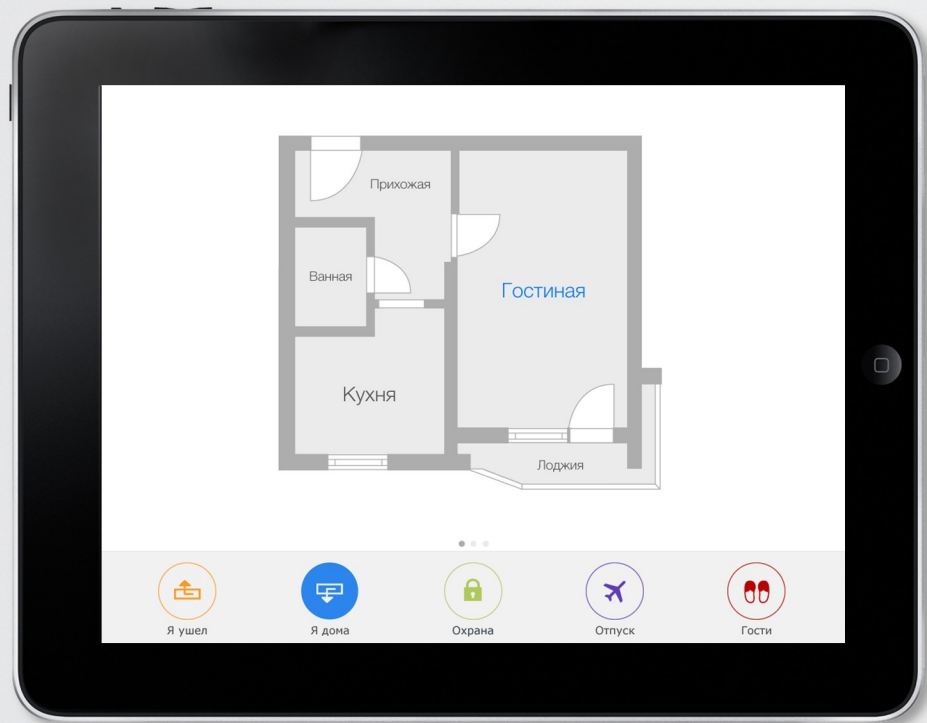 Прихожая
Ванная
Гостиная
Кухня
Лоджия
Я ушел
Я дома
Охрана
Отпуск
Гости